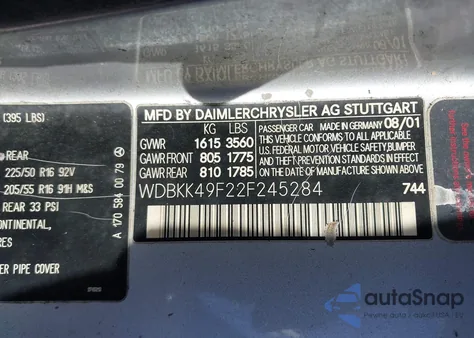 (395 LBS)
REAR
225/50 R16 92V
205/55 R16 91H M&S
REAR 33 PSI
CONTINENTAL,
RES
PIPE COVER
A 170 584 00 79
MFD BY DAIMLERCHRYSLER AG STUTTGART
KG LBS
GVWR 1615 3560
GAWR FRONT 805 1775
GAWR REAR 810 1785
PASSENGER CAR MADE IN GERMANY 08/01
THIS VEHICLE CONFORMS TO ALL APPLICABLE
U.S. FEDERAL MOTOR VEHICLE SAFETY, BUMPER,
AND THEFT PREVENTION STANDARDS IN EFFECT ON
THE DATE OF MANUFACTURE SHOWN ABOVE
WDBKK49F22F245284 744
autoSnap